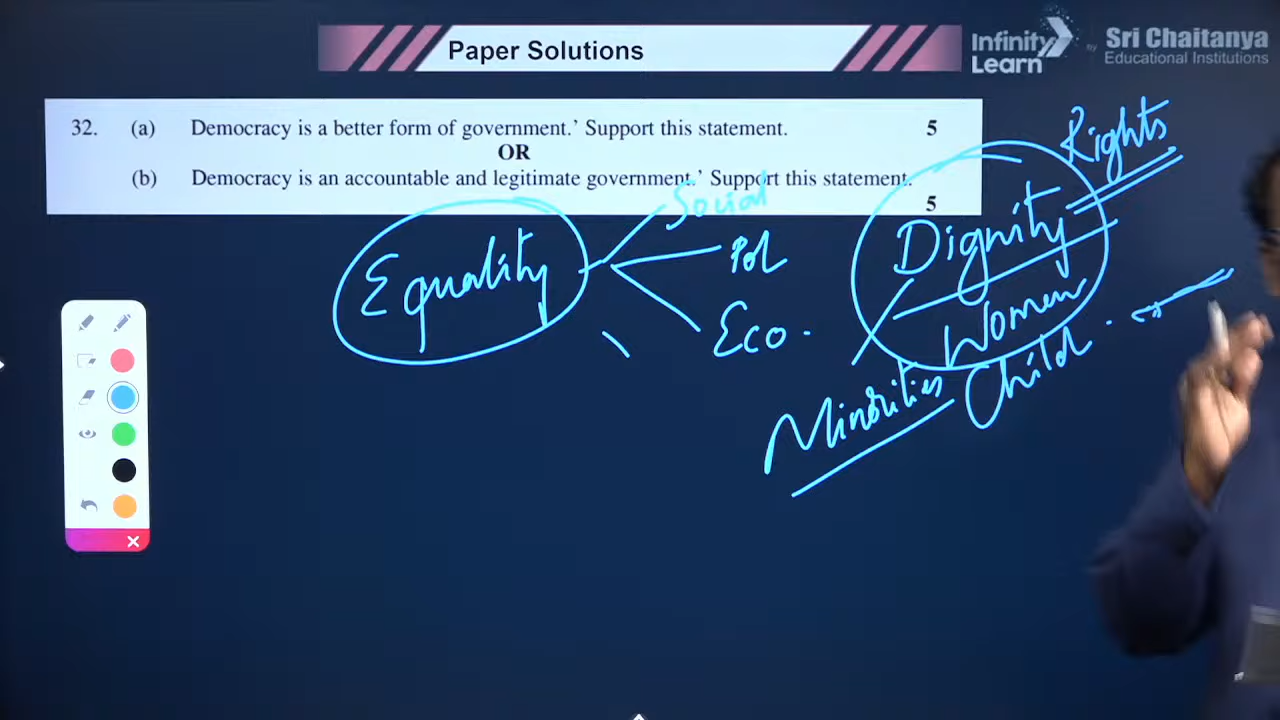 Paper Solutions
Infinity Learn
by Sri Chaitanya
Educational Institutions
32. (a) Democracy is a better form of government.’ Support this statement. 5
OR
(b) Democracy is an accountable and legitimate government.’ Support this statement.
5
Rights
Equality
Social
Pol
Eco.
Dignity
Women
Child
Minorities